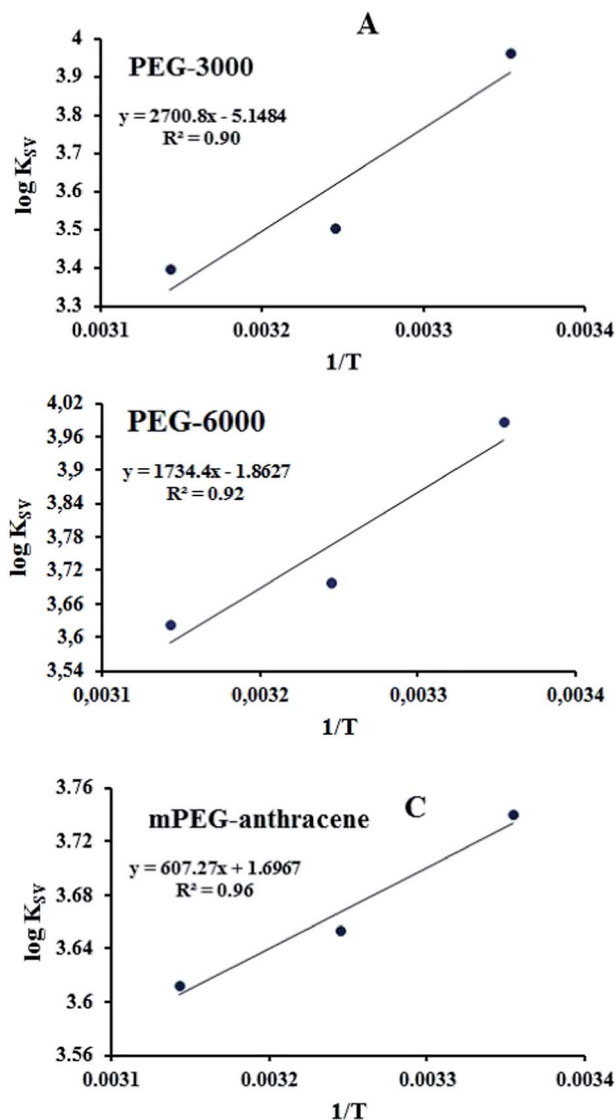 A
PEG-3000
y = 2700.8x - 5.1484
R² = 0.90
log K_SV
4
3.9
3.8
3.7
3.6
3.5
3.4
3.3
0.0031 0.0032 0.0033 0.0034
1/T
PEG-6000
y = 1734.4x - 1.8627
R² = 0.92
log K_SV
4,02
3,96
3,9
3,84
3,78
3,72
3,66
3,6
3,54
0,0031 0,0032 0,0033 0,0034
1/T
C
mPEG-anthracene
y = 607.27x + 1.6967
R² = 0.96
log K_SV
3.76
3.72
3.68
3.64
3.6
3.56
0.0031 0.0032 0.0033 0.0034
1/T